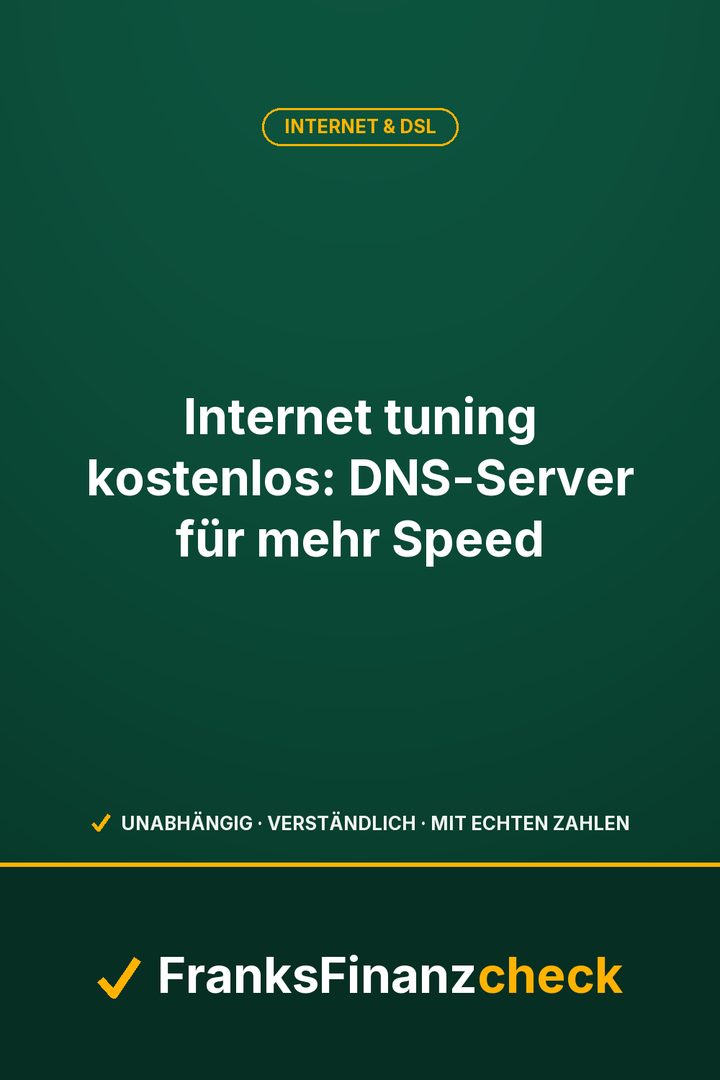 INTERNET & DSL
Internet tuning
kostenlos: DNS-Server
für mehr Speed
UNABHÄNGIG · VERSTÄNDLICH · MIT ECHTEN ZAHLEN
FranksFinanzcheck